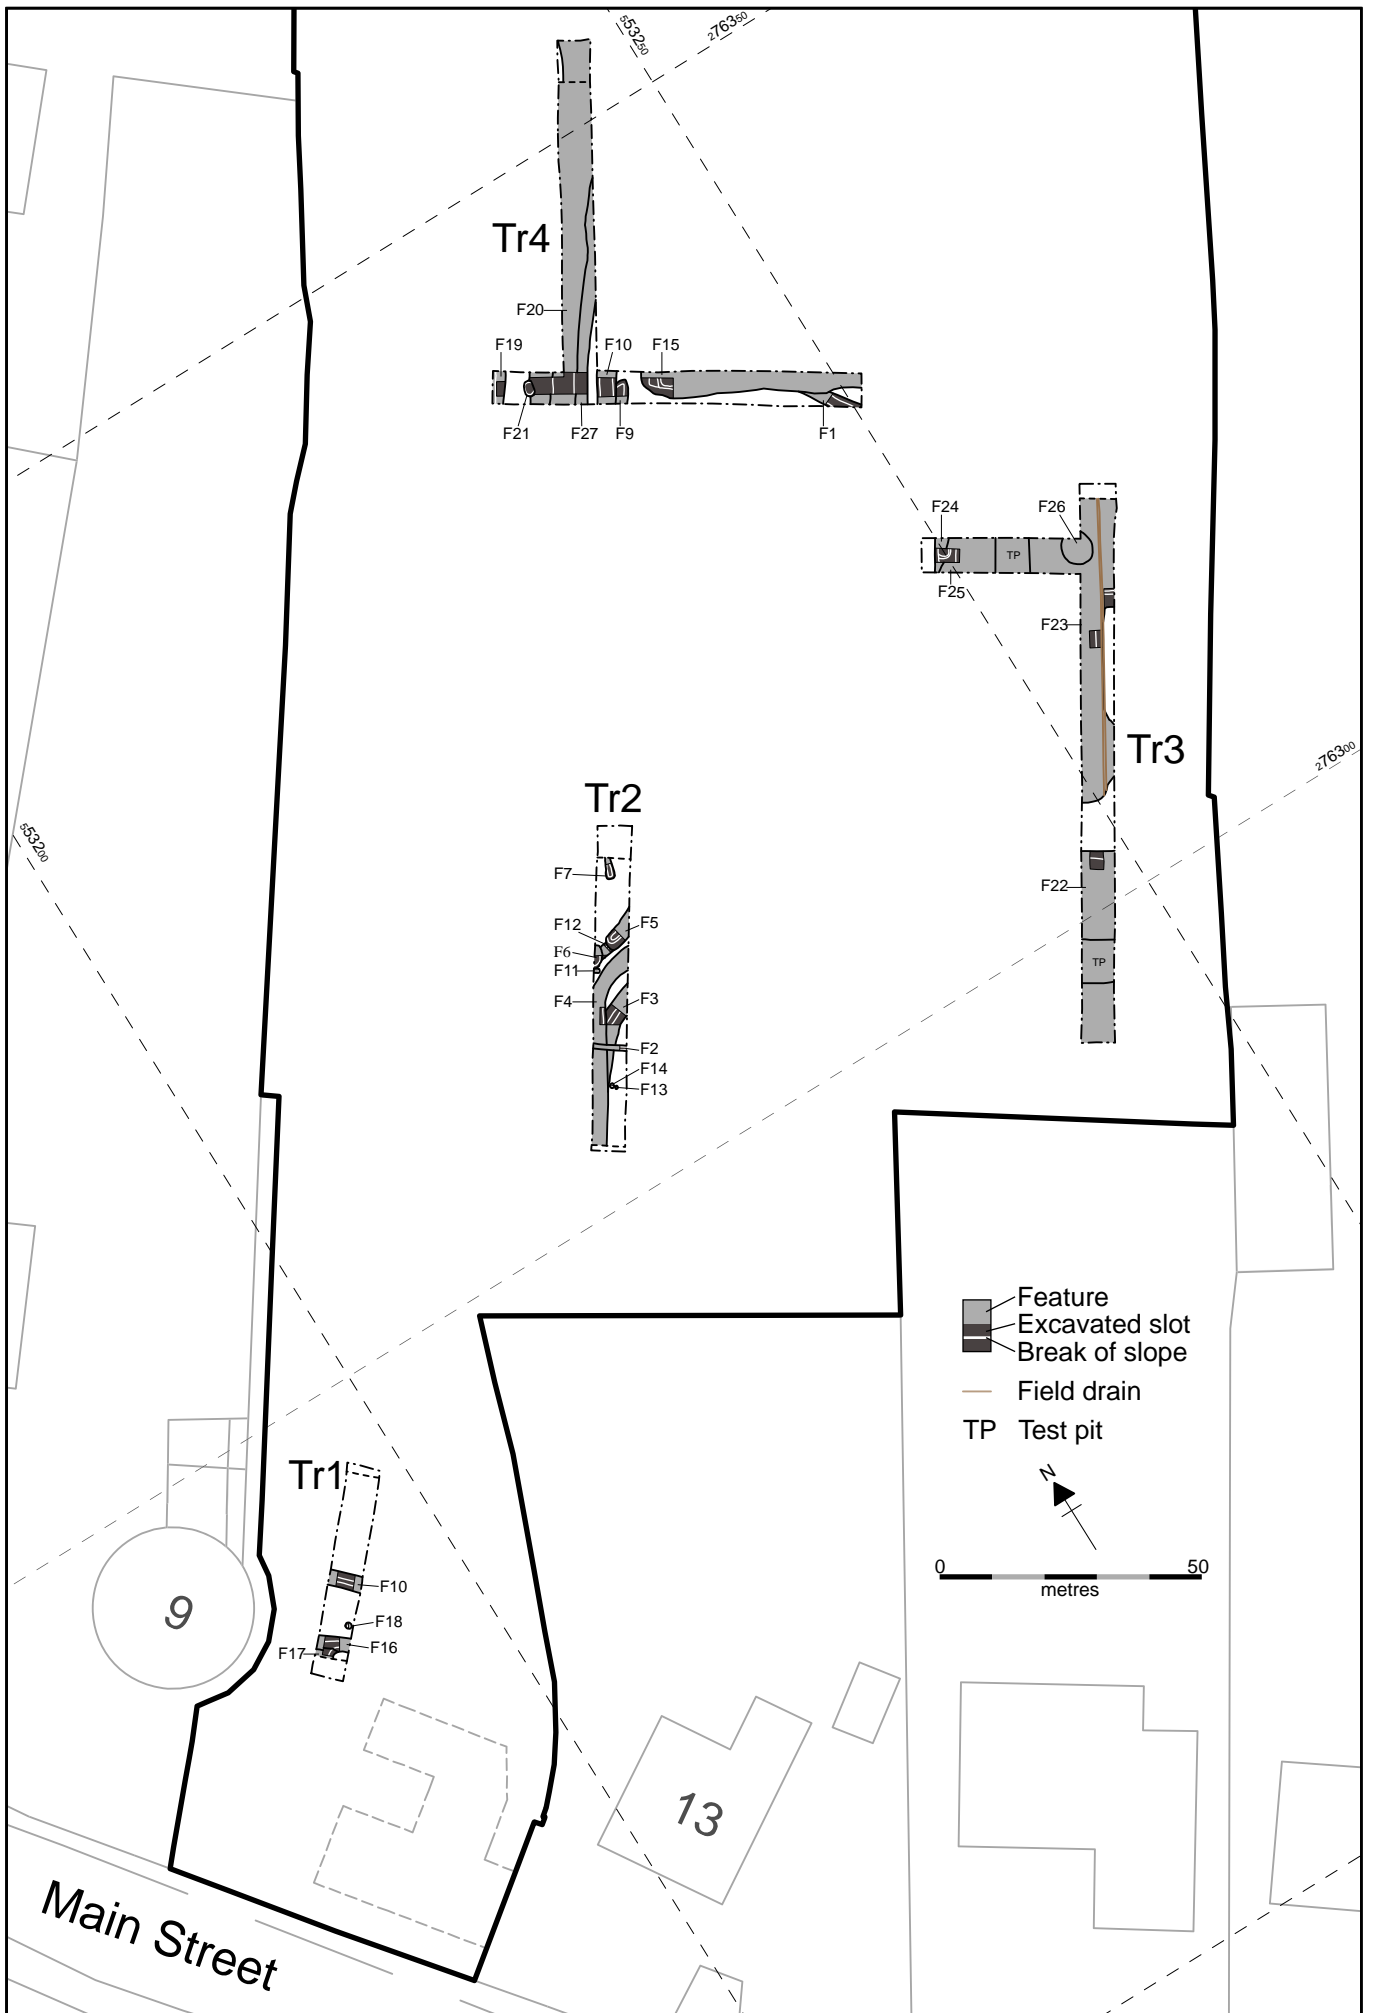 553250
276350
Tr4
F20
F19
F10
F15
F21
F27
F9
F1
F24
F26
TP
F25
F23
Tr3
276300
Tr2
553200
F7
F22
F12
F5
F6
TP
F11
F4
F3
F2
F14
F13
Feature
Excavated slot
Break of slope
Field drain
TP Test pit
N
0 50
metres
Tr1
F10
9
F18
F17
F16
13
Main Street